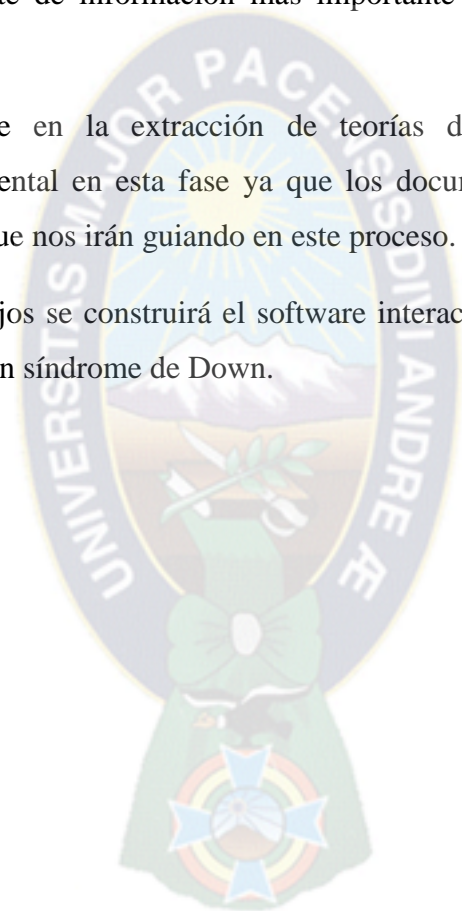 te de información más importante
e en la extracción de teorías d
ental en esta fase ya que los docu
ue nos irán guiando en este proceso.
jos se construirá el software interac
n síndrome de Down.
UNIVERSITAS MAJOR PACENSIS DIVI ANDRE Æ